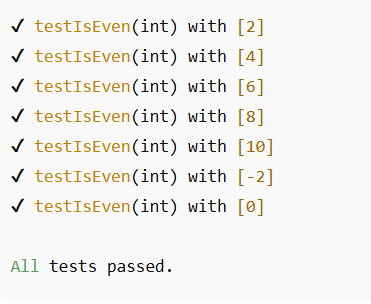 ✔ testIsEven(int) with [2]
✔ testIsEven(int) with [4]
✔ testIsEven(int) with [6]
✔ testIsEven(int) with [8]
✔ testIsEven(int) with [10]
✔ testIsEven(int) with [-2]
✔ testIsEven(int) with [0]
All tests passed.